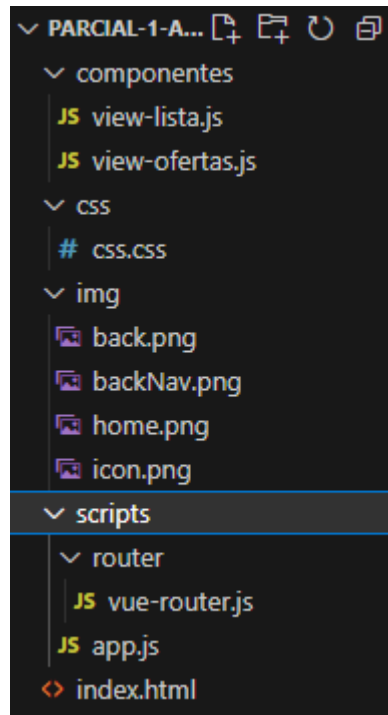 PARCIAL-1-A...
componentes
JS view-lista.js
JS view-ofertas.js
css
# css.css
img
back.png
backNav.png
home.png
icon.png
scripts
router
JS vue-router.js
JS app.js
<> index.html